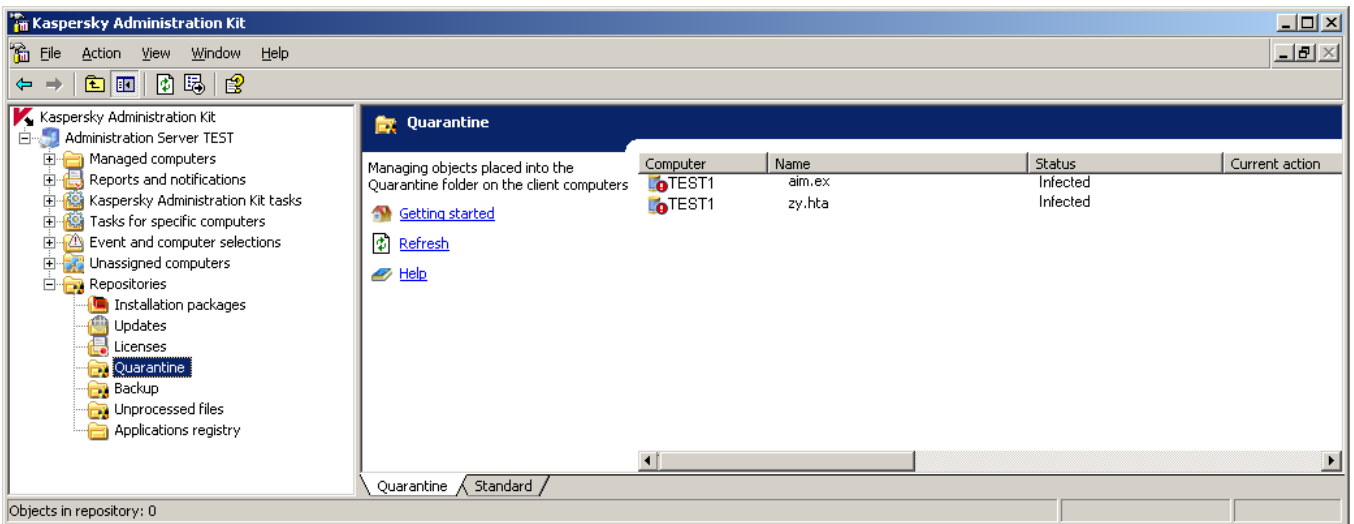 Kaspersky Administration Kit
File Action View Window Help
Kaspersky Administration Kit
Administration Server TEST
Managed computers
Reports and notifications
Kaspersky Administration Kit tasks
Tasks for specific computers
Event and computer selections
Unassigned computers
Repositories
Installation packages
Updates
Licenses
Quarantine
Backup
Unprocessed files
Applications registry
Quarantine
Managing objects placed into the
Quarantine folder on the client computers
Getting started
Refresh
Help
Computer Name Status Current action
TEST1 aim.ex Infected
TEST1 zy.hta Infected
Quarantine Standard
Objects in repository: 0